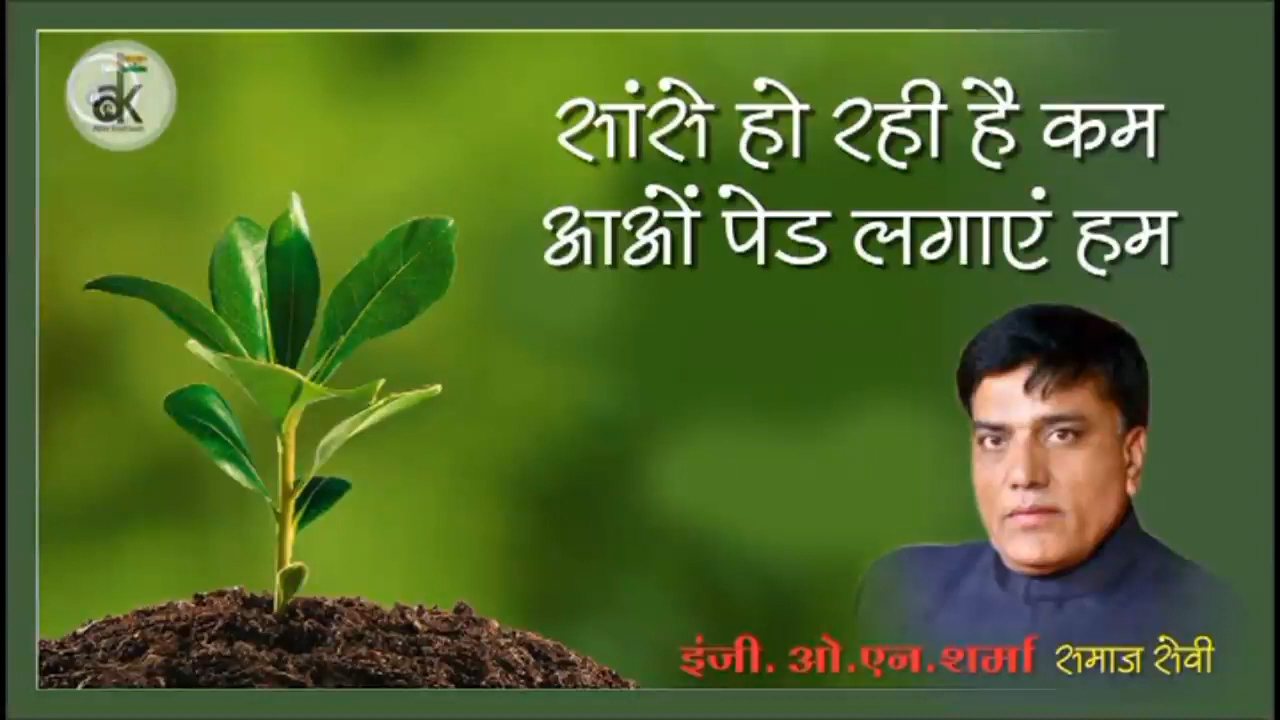 सांसे हो रही है कम
आओं पेड लगाएं हम
इंजी. ओ.एन.शर्मा समाज सेवी